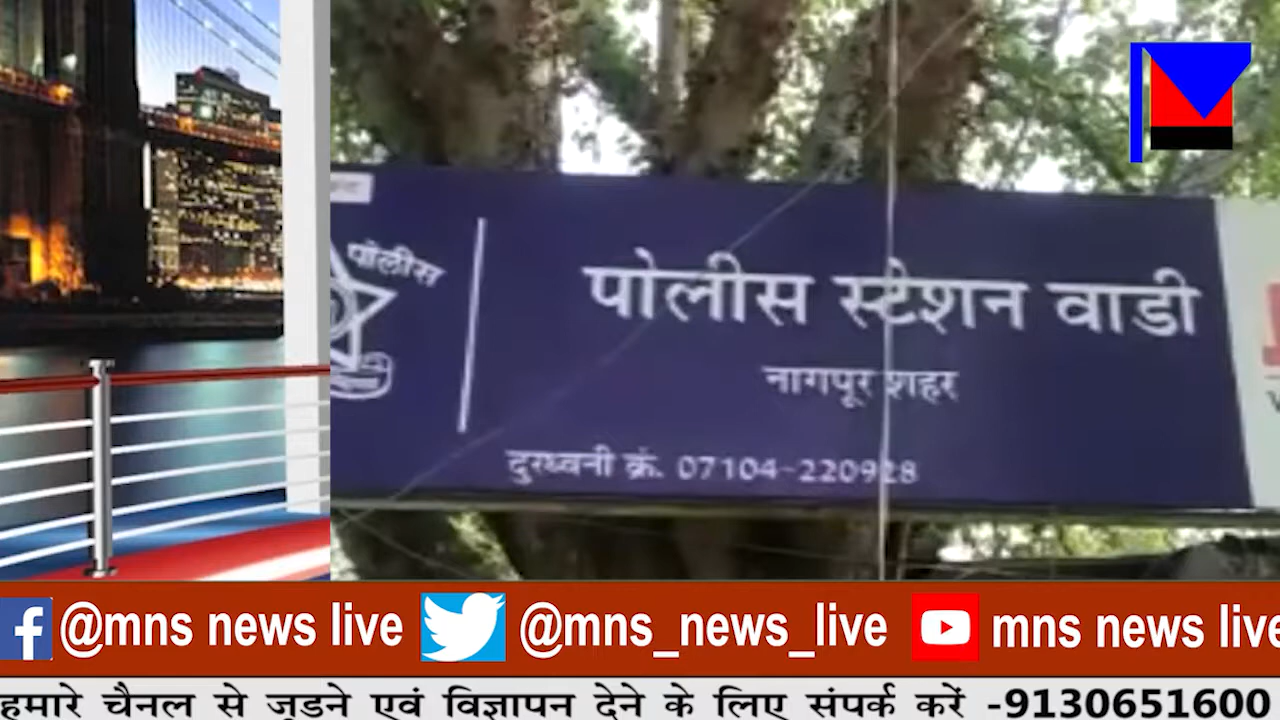 पोलीस
पोलीस स्टेशन वाडी
नागपूर शहर
दुरध्वनी क्रं. 07104-220928
@mns news live @mns_news_live mns news live
हमारे चैनल से जुडने एवं विज्ञापन देने के लिए संपर्क करें -9130651600